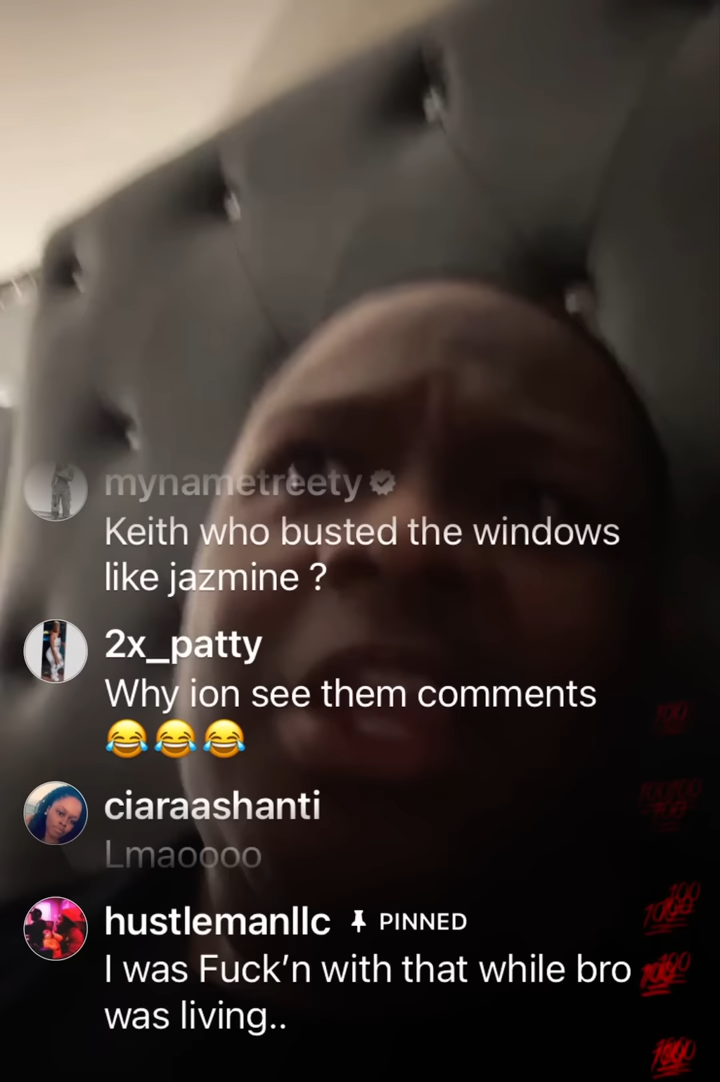 mynametreety
Keith who busted the windows
like jazmine ?
2x_patty
Why ion see them comments
😂😂😂
ciaraashanti
Lmaoooo
hustlemanllc PINNED
I was Fuck’n with that while bro
was living..
💯
💯
💯